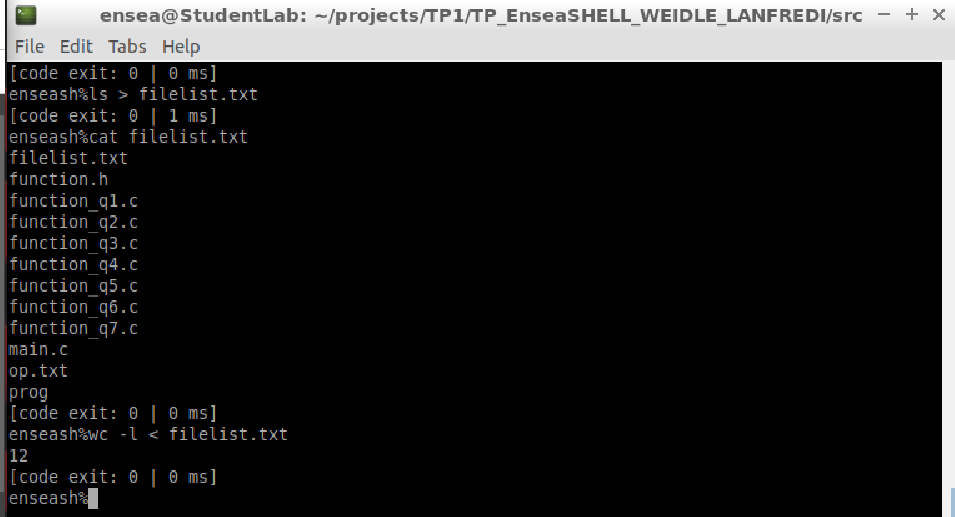 ensea@StudentLab: ~/projects/TP1/TP_EnseaSHELL_WEIDLE_LANFREDI/src
File Edit Tabs Help
[code exit: 0 | 0 ms]
enseash%ls > filelist.txt
[code exit: 0 | 1 ms]
enseash%cat filelist.txt
filelist.txt
function.h
function_q1.c
function_q2.c
function_q3.c
function_q4.c
function_q5.c
function_q6.c
function_q7.c
main.c
op.txt
prog
[code exit: 0 | 0 ms]
enseash%wc -l < filelist.txt
12
[code exit: 0 | 0 ms]
enseash%